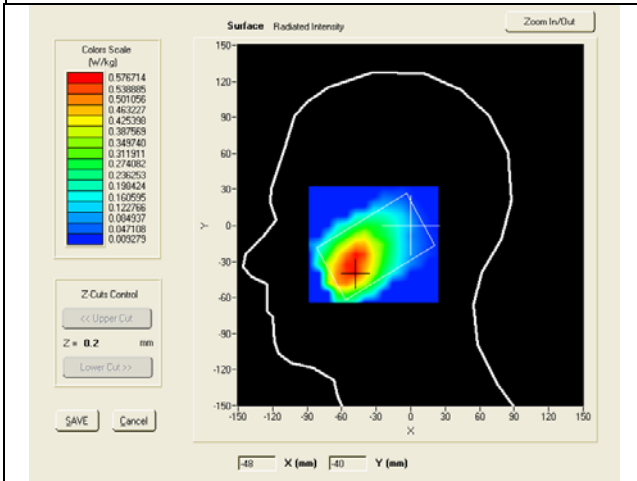 Surface Radiated Intensity
Zoom In/Out
Colors Scale
(W/kg)
0.576714
0.538885
0.501056
0.463227
0.425398
0.387569
0.349740
0.311911
0.274082
0.236253
0.198424
0.160595
0.122766
0.084937
0.047108
0.009279
Z-Cuts Control
<< Upper Cut
Z = 0.2 mm
Lower Cut >>
SAVE Cancel
150
120
90
60
30
0
-30
-60
-90
-120
-150
Y
-150 -120 -90 -60 -30 0 30 60 90 120 150
X
-48 X (mm) -40 Y (mm)